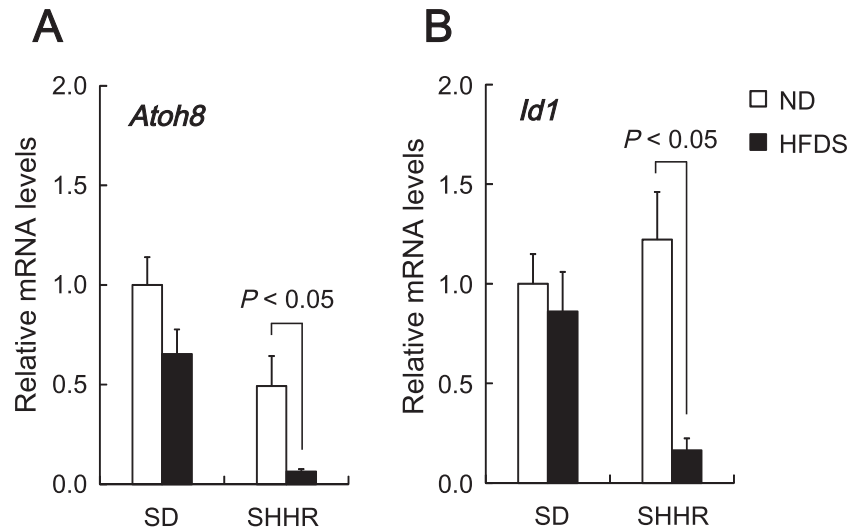 A
Relative mRNA levels
2.0
1.5
1.0
0.5
0.0
Atoh8
P < 0.05
SD
SHHR
B
Relative mRNA levels
2.0
1.5
1.0
0.5
0.0
Id1
P < 0.05
SD
SHHR
ND
HFDS